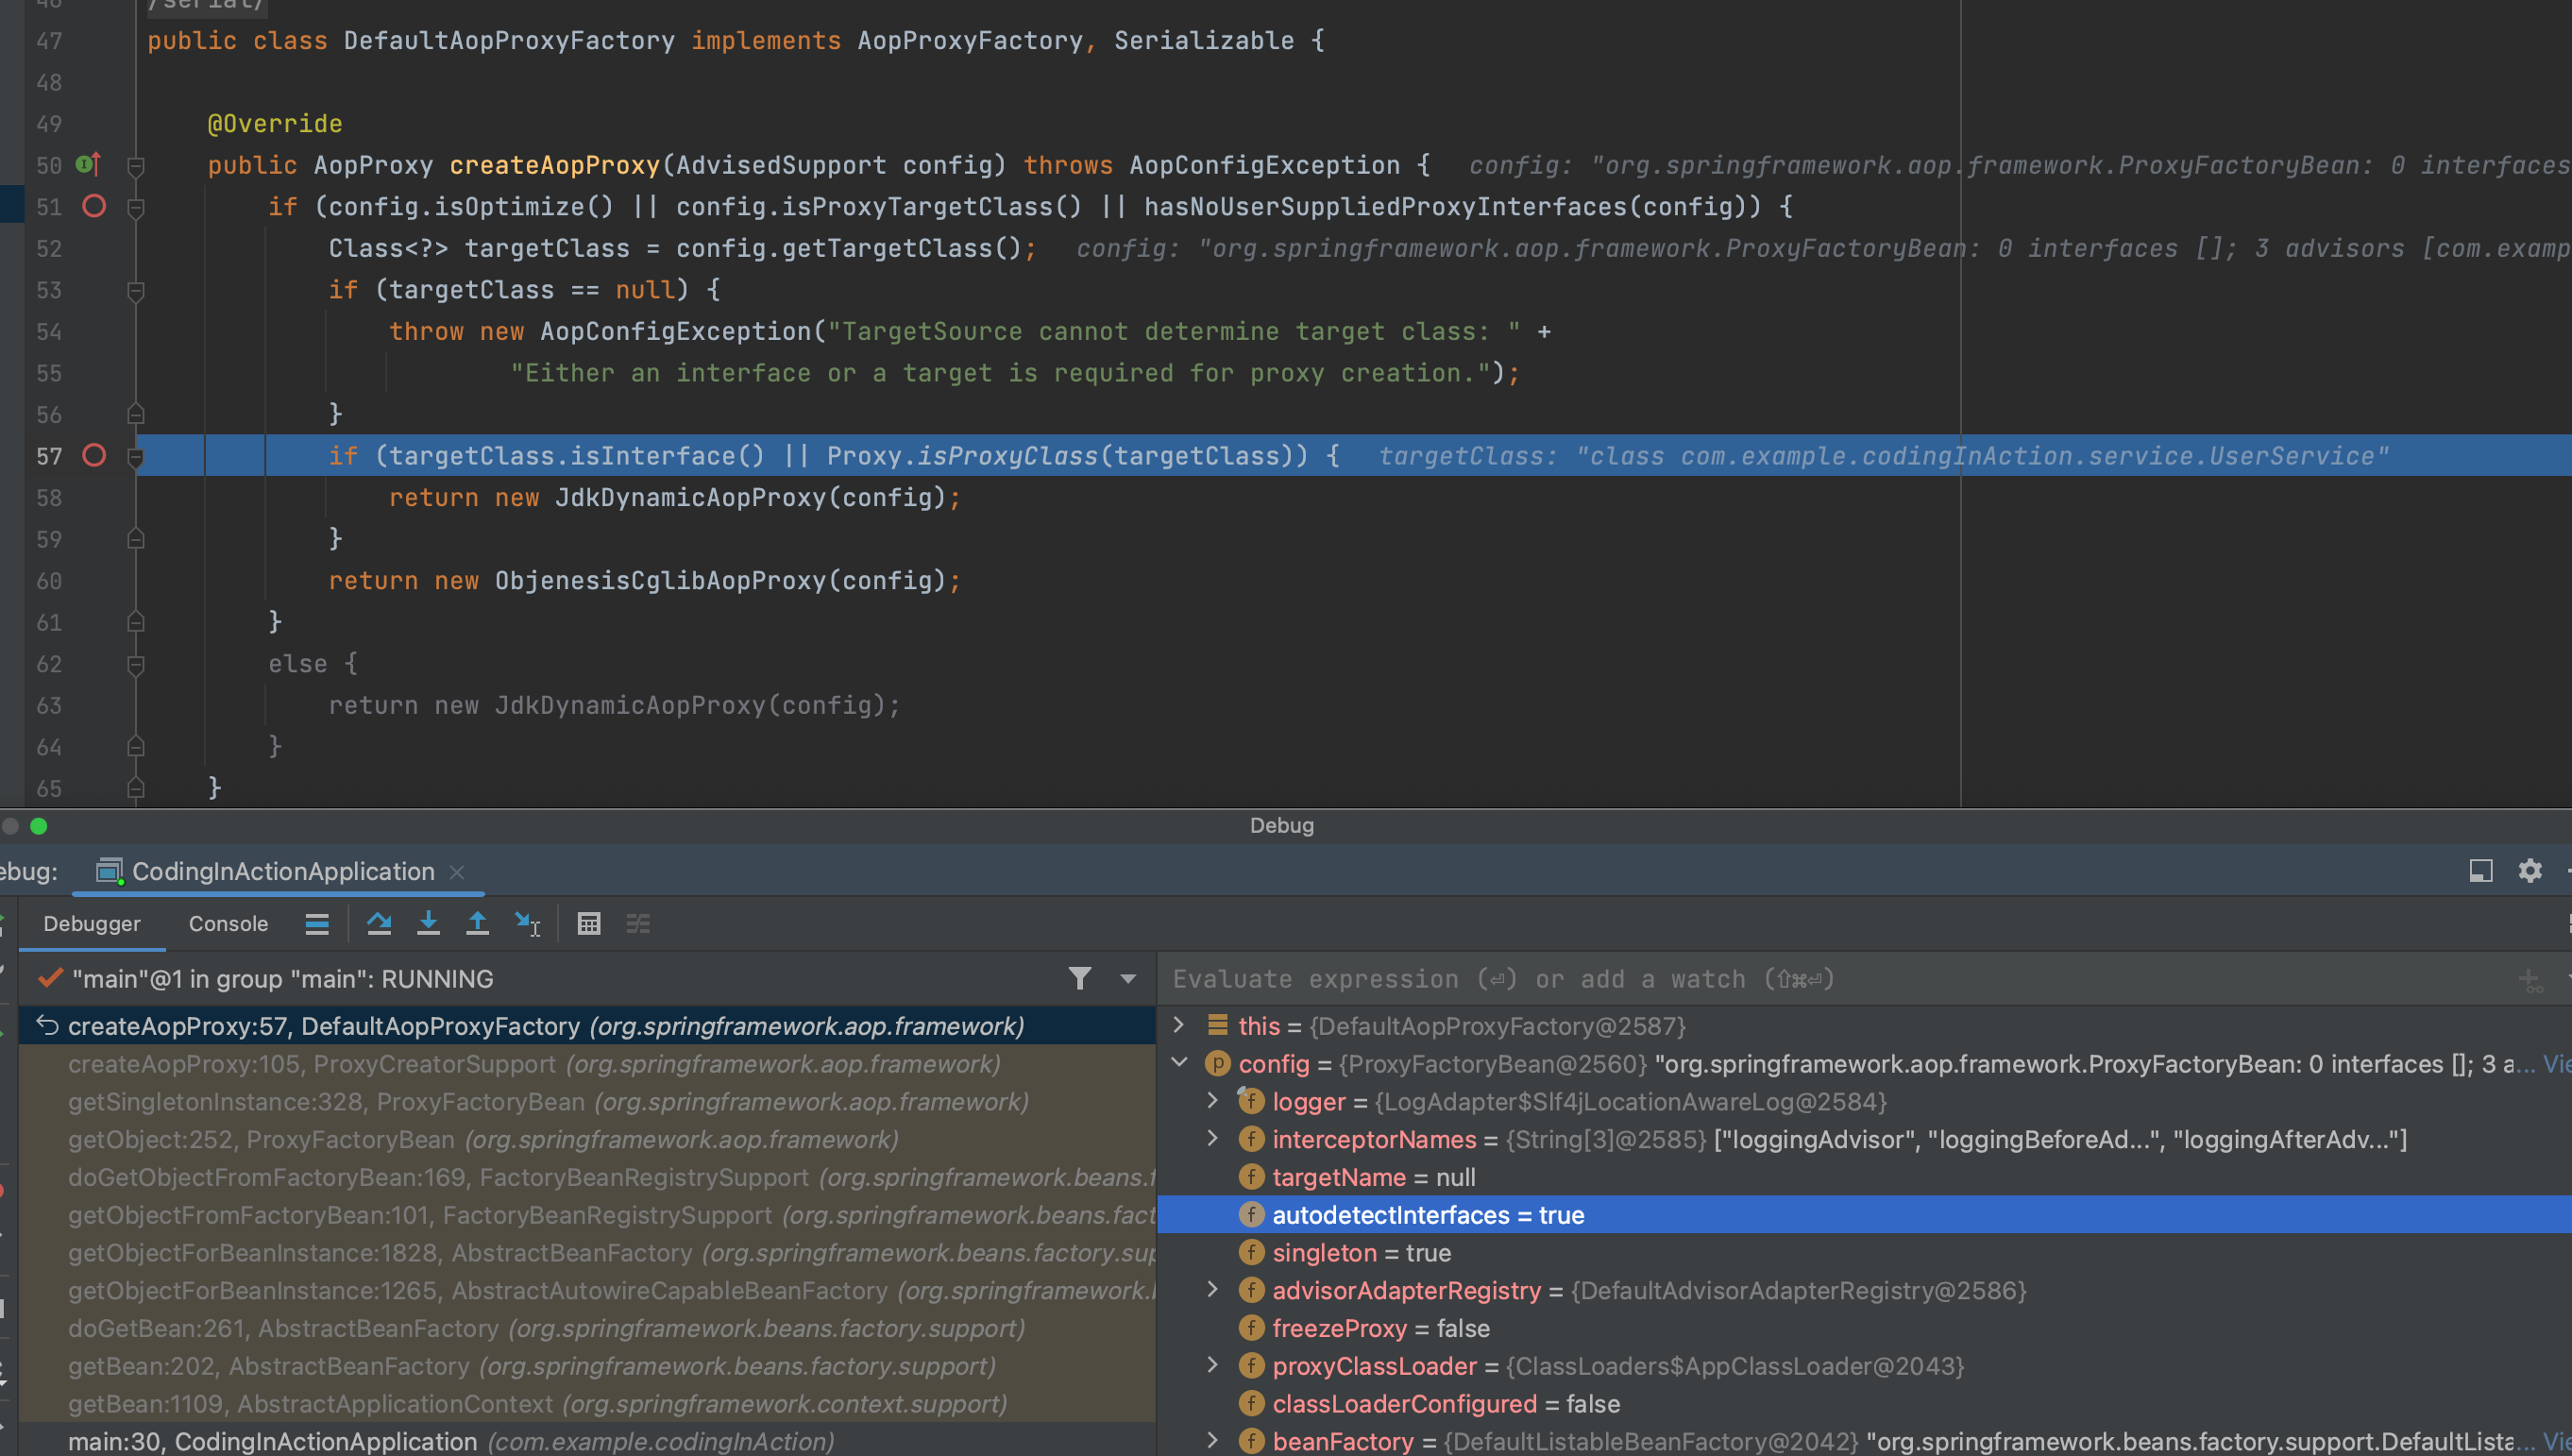 46 /serial/
47 public class DefaultAopProxyFactory implements AopProxyFactory, Serializable {
48
49 @Override
50 public AopProxy createAopProxy(AdvisedSupport config) throws AopConfigException { config: "org.springframework.aop.framework.ProxyFactoryBean: 0 interfaces
51 if (config.isOptimize() || config.isProxyTargetClass() || hasNoUserSuppliedProxyInterfaces(config)) {
52 Class<?> targetClass = config.getTargetClass(); config: "org.springframework.aop.framework.ProxyFactoryBean: 0 interfaces []; 3 advisors [com.examp
53 if (targetClass == null) {
54 throw new AopConfigException("TargetSource cannot determine target class: " +
55 "Either an interface or a target is required for proxy creation.");
56 }
57 if (targetClass.isInterface() || Proxy.isProxyClass(targetClass)) { targetClass: "class com.example.codingInAction.service.UserService"
58 return new JdkDynamicAopProxy(config);
59 }
60 return new ObjenesisCglibAopProxy(config);
61 }
62 else {
63 return new JdkDynamicAopProxy(config);
64 }
65 }
Debug
ebug: CodingInActionApplication
Debugger Console
"main"@1 in group "main": RUNNING
Evaluate expression (⏎) or add a watch (⇧⌘⏎)
createAopProxy:57, DefaultAopProxyFactory (org.springframework.aop.framework)
createAopProxy:105, ProxyCreatorSupport (org.springframework.aop.framework)
getSingletonInstance:328, ProxyFactoryBean (org.springframework.aop.framework)
getObject:252, ProxyFactoryBean (org.springframework.aop.framework)
doGetObjectFromFactoryBean:169, FactoryBeanRegistrySupport (org.springframework.beans.f
getObjectFromFactoryBean:101, FactoryBeanRegistrySupport (org.springframework.beans.fact
getObjectForBeanInstance:1828, AbstractBeanFactory (org.springframework.beans.factory.sup
getObjectForBeanInstance:1265, AbstractAutowireCapableBeanFactory (org.springframework.b
doGetBean:261, AbstractBeanFactory (org.springframework.beans.factory.support)
getBean:202, AbstractBeanFactory (org.springframework.beans.factory.support)
getBean:1109, AbstractApplicationContext (org.springframework.context.support)
main:30, CodingInActionApplication (com.example.codingInAction)
this = {DefaultAopProxyFactory@2587}
p config = {ProxyFactoryBean@2560} "org.springframework.aop.framework.ProxyFactoryBean: 0 interfaces []; 3 a... Vie
f logger = {LogAdapter$Slf4jLocationAwareLog@2584}
f interceptorNames = {String[3]@2585} ["loggingAdvisor", "loggingBeforeAd...", "loggingAfterAdv..."]
f targetName = null
f autodetectInterfaces = true
f singleton = true
f advisorAdapterRegistry = {DefaultAdvisorAdapterRegistry@2586}
f freezeProxy = false
f proxyClassLoader = {ClassLoaders$AppClassLoader@2043}
f classLoaderConfigured = false
f beanFactory = {DefaultListableBeanFactory@2042} "org.springframework.beans.factory.support.DefaultLista... Vie